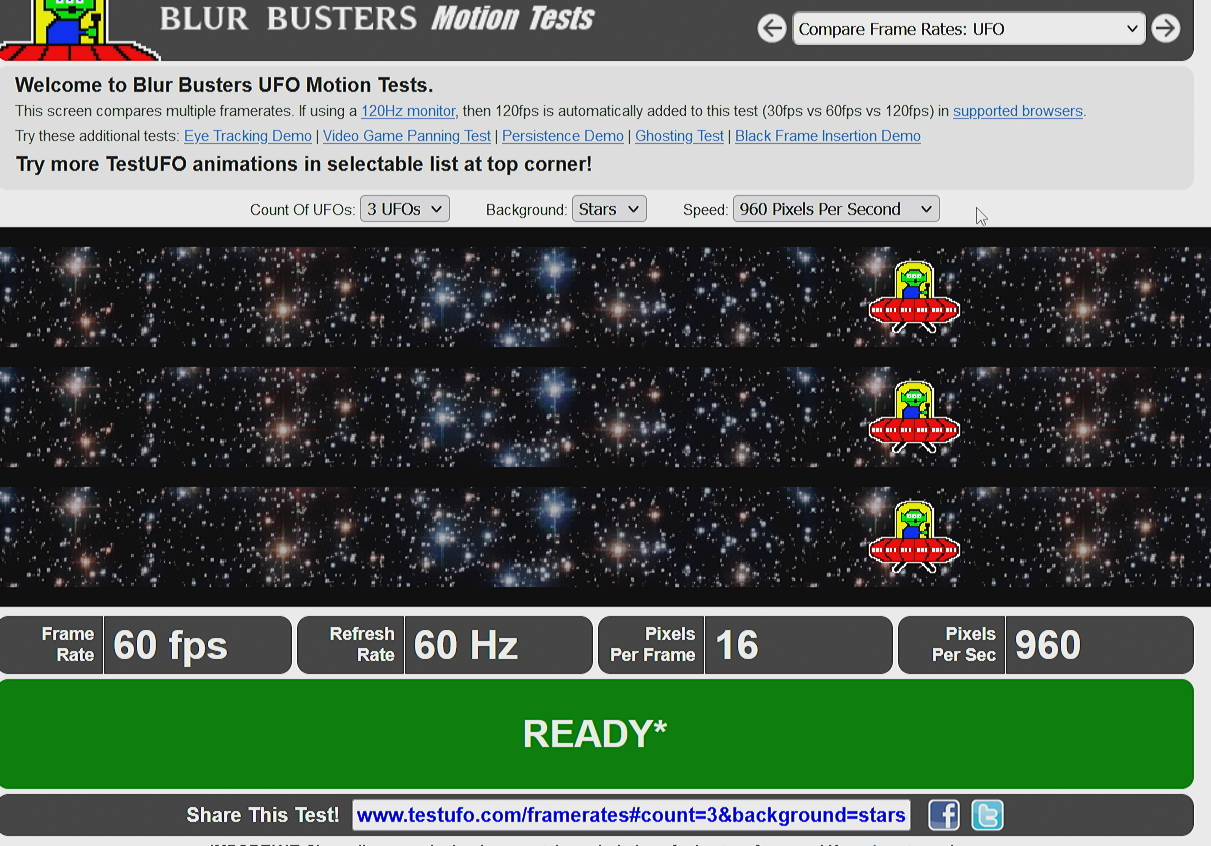 BLUR BUSTERS Motion Tests
Compare Frame Rates: UFO
Welcome to Blur Busters UFO Motion Tests.
This screen compares multiple framerates. If using a 120Hz monitor, then 120fps is automatically added to this test (30fps vs 60fps vs 120fps) in supported browsers.
Try these additional tests: Eye Tracking Demo | Video Game Panning Test | Persistence Demo | Ghosting Test | Black Frame Insertion Demo
Try more TestUFO animations in selectable list at top corner!
Count Of UFOs: 3 UFOs Background: Stars Speed: 960 Pixels Per Second
Frame Rate 60 fps
Refresh Rate 60 Hz
Pixels Per Frame 16
Pixels Per Sec 960
READY*
Share This Test! www.testufo.com/framerates#count=3&background=stars